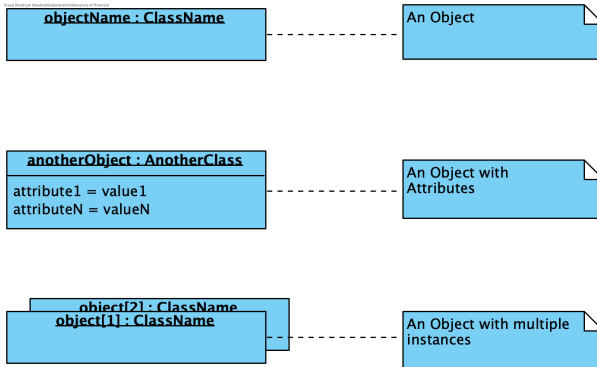 objectName : ClassName
An Object
anotherObject : AnotherClass
attribute1 = value1
attributeN = valueN
An Object with
Attributes
object[2] : ClassName
object[1] : ClassName
An Object with multiple
instances